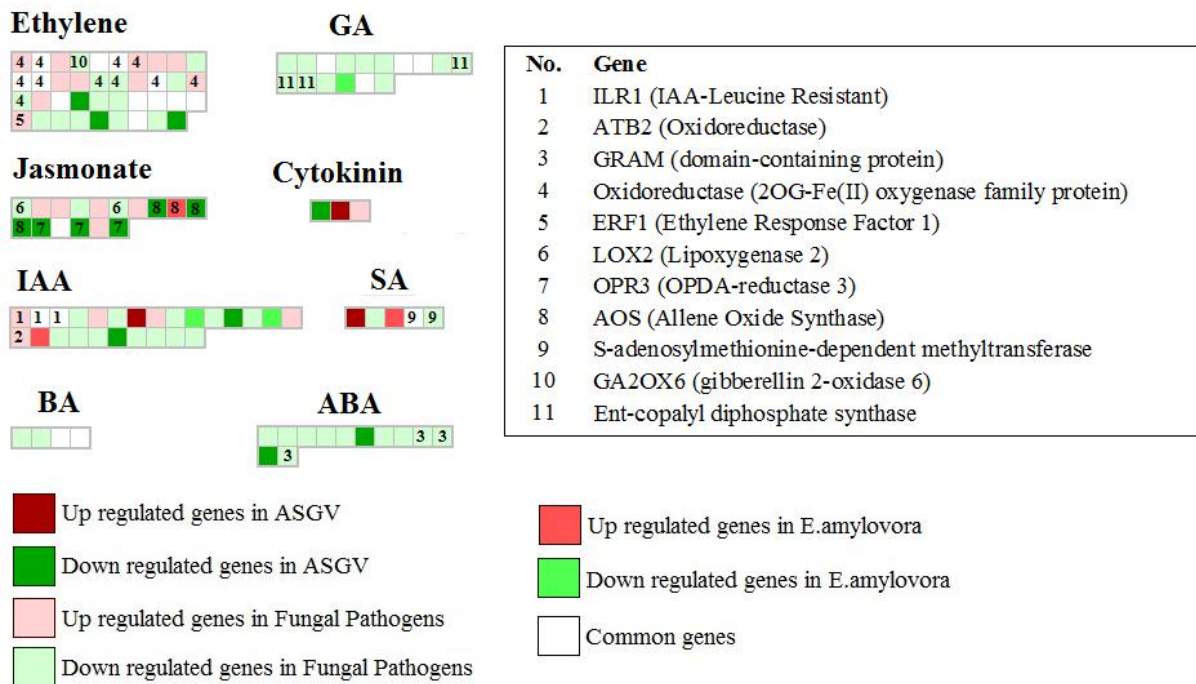 Ethylene
4 4 10 4 4
4 4 4 4 4 4
4
5
GA
11
11 11
Jasmonate
6 6 8 8 8
8 7 7 7
Cytokinin
IAA
1 1 1
2
SA
9 9
BA
ABA
3 3
3
No. Gene
1 ILR1 (IAA-Leucine Resistant)
2 ATB2 (Oxidoreductase)
3 GRAM (domain-containing protein)
4 Oxidoreductase (2OG-Fe(II) oxygenase family protein)
5 ERF1 (Ethylene Response Factor 1)
6 LOX2 (Lipoxygenase 2)
7 OPR3 (OPDA-reductase 3)
8 AOS (Allene Oxide Synthase)
9 S-adenosylmethionine-dependent methyltransferase
10 GA2OX6 (gibberellin 2-oxidase 6)
11 Ent-copalyl diphosphate synthase
Up regulated genes in ASGV
Down regulated genes in ASGV
Up regulated genes in Fungal Pathogens
Down regulated genes in Fungal Pathogens
Up regulated genes in E.amylovora
Down regulated genes in E.amylovora
Common genes